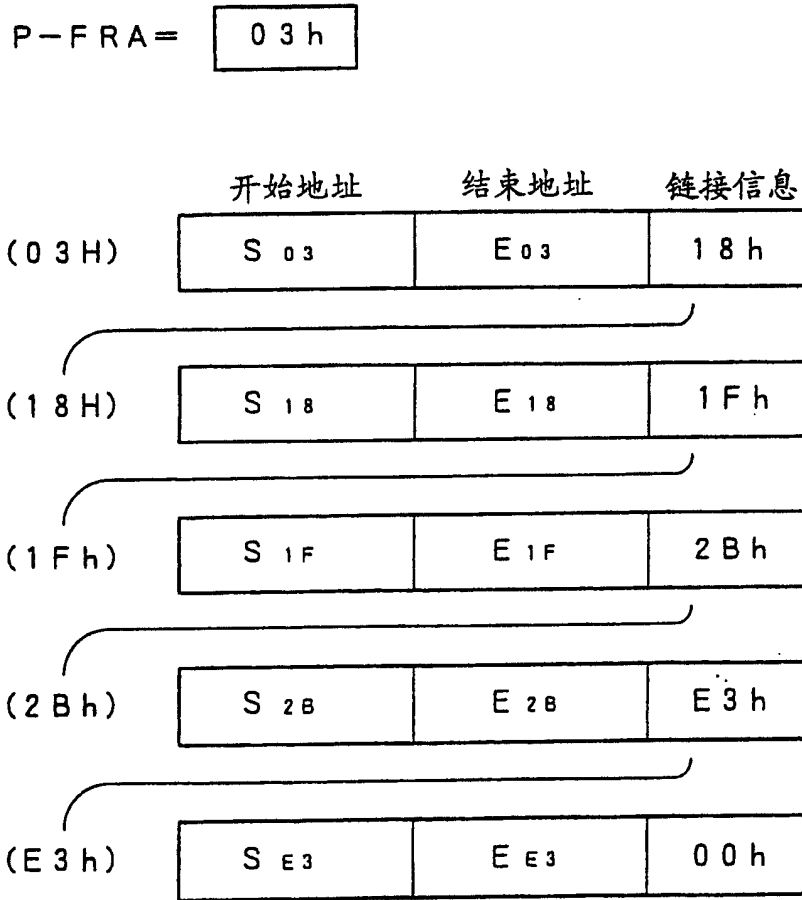 P-FRA= 03h
开始地址 结束地址 链接信息
(03H) S03 E03 18h
(18H) S18 E18 1Fh
(1Fh) S1F E1F 2Bh
(2Bh) S2B E2B E3h
(E3h) SE3 EE3 00h